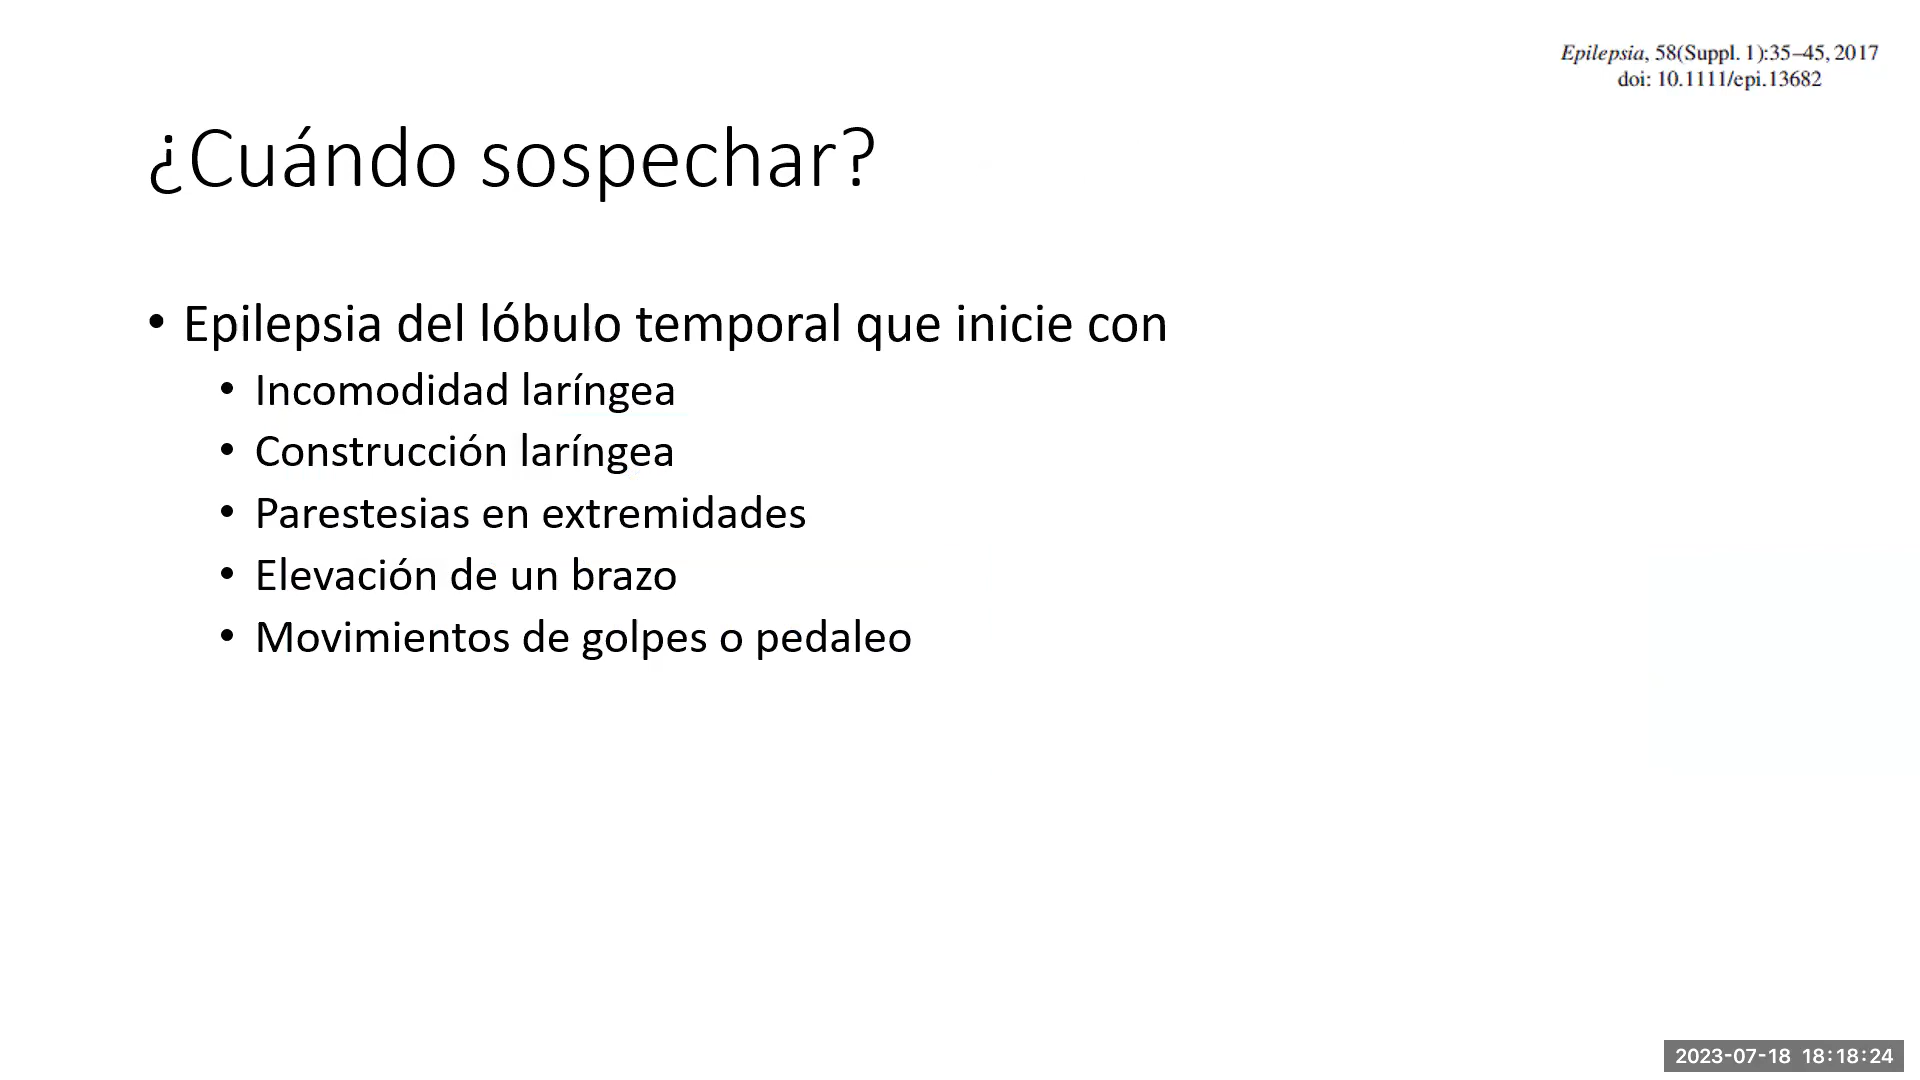 Epilepsia, 58(Suppl. 1):35–45, 2017
doi: 10.1111/epi.13682
¿Cuándo sospechar?
• Epilepsia del lóbulo temporal que inicie con
• Incomodidad laríngea
• Construcción laríngea
• Parestesias en extremidades
• Elevación de un brazo
• Movimientos de golpes o pedaleo
2023-07-18 18:18:24